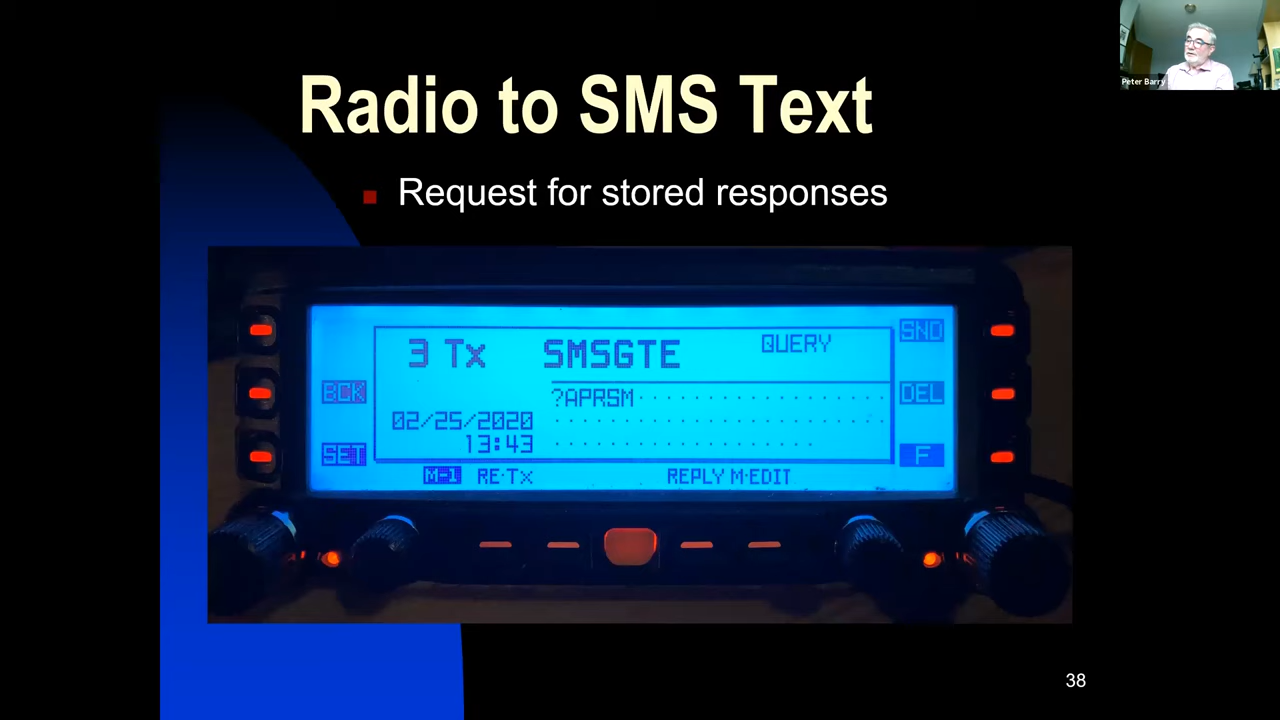 Radio to SMS Text
Peter Barry
Request for stored responses
3 Tx SMSGTE QUERY SND
?APRSM
BCK DEL
02/25/2020
13:43
SET F
M-1 RE·Tx REPLY M·EDIT
38